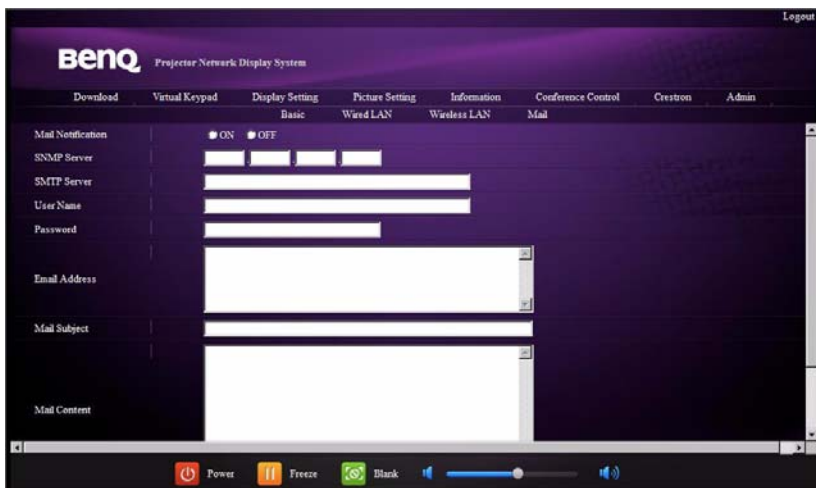 Logout
BenQ Projector Network Display System
Download Virtual Keypad Display Setting Picture Setting Information Conference Control Crestron Admin
Basic Wired LAN Wireless LAN Mail
Mail Notification ON OFF
SNMP Server . . .
SMTP Server
User Name
Password
Email Address
Mail Subject
Mail Content
Power Freeze Blank